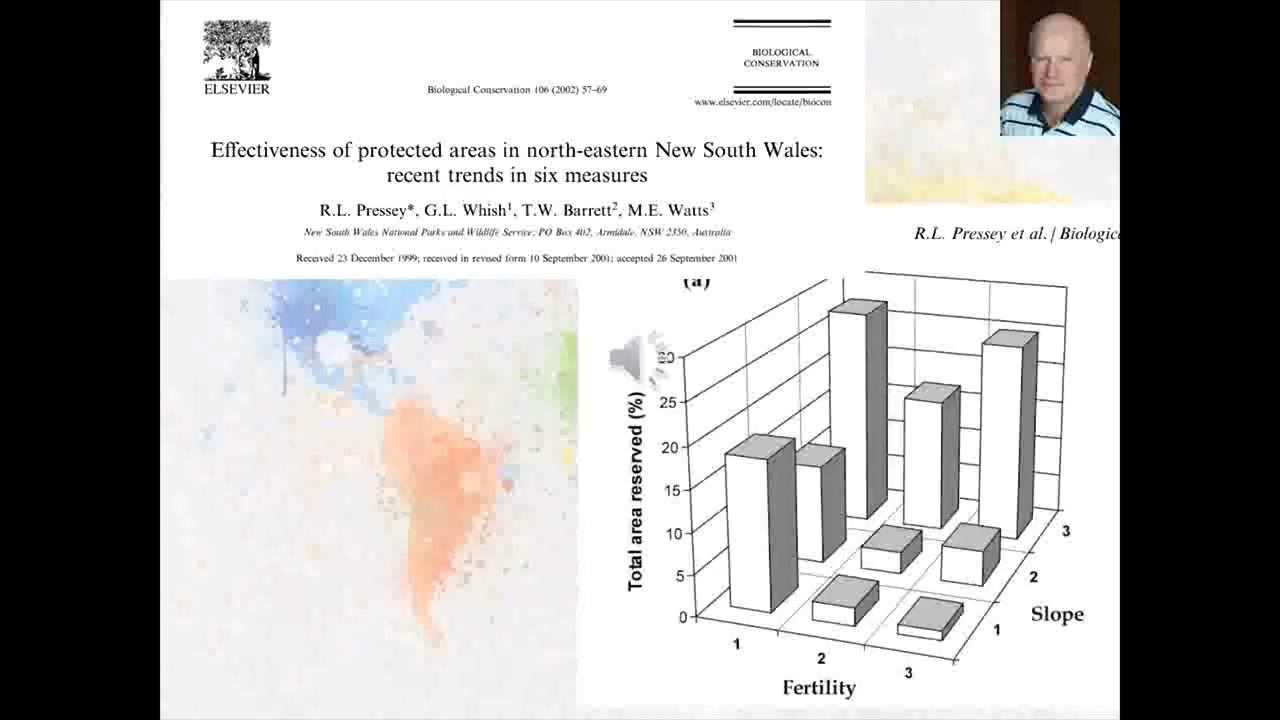 ELSEVIER
Biological Conservation 106 (2002) 57–69
BIOLOGICAL
CONSERVATION
www.elsevier.com/locate/biocon
Effectiveness of protected areas in north-eastern New South Wales:
recent trends in six measures
R.L. Pressey*, G.L. Whish¹, T.W. Barrett², M.E. Watts³
New South Wales National Parks and Wildlife Service, PO Box 402, Armidale, NSW 2350, Australia
Received 23 December 1999; received in revised form 10 September 2001; accepted 26 September 2001
R.L. Pressey et al. / Biologic
(a)
Total area reserved (%)
25
20
15
10
5
0
1
2
3
Fertility
1
2
3
Slope